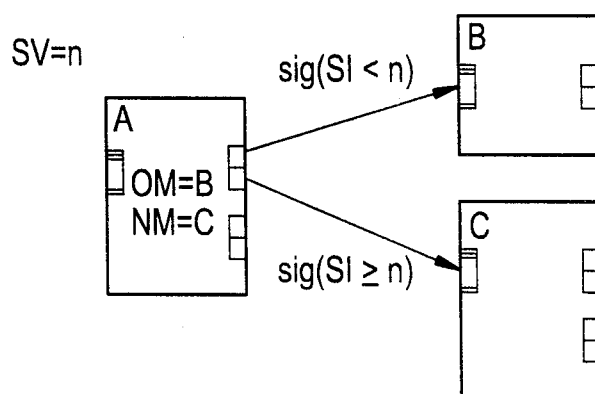 SV=n
A
OM=B
NM=C
sig(SI < n)
sig(SI ≥ n)
B
C